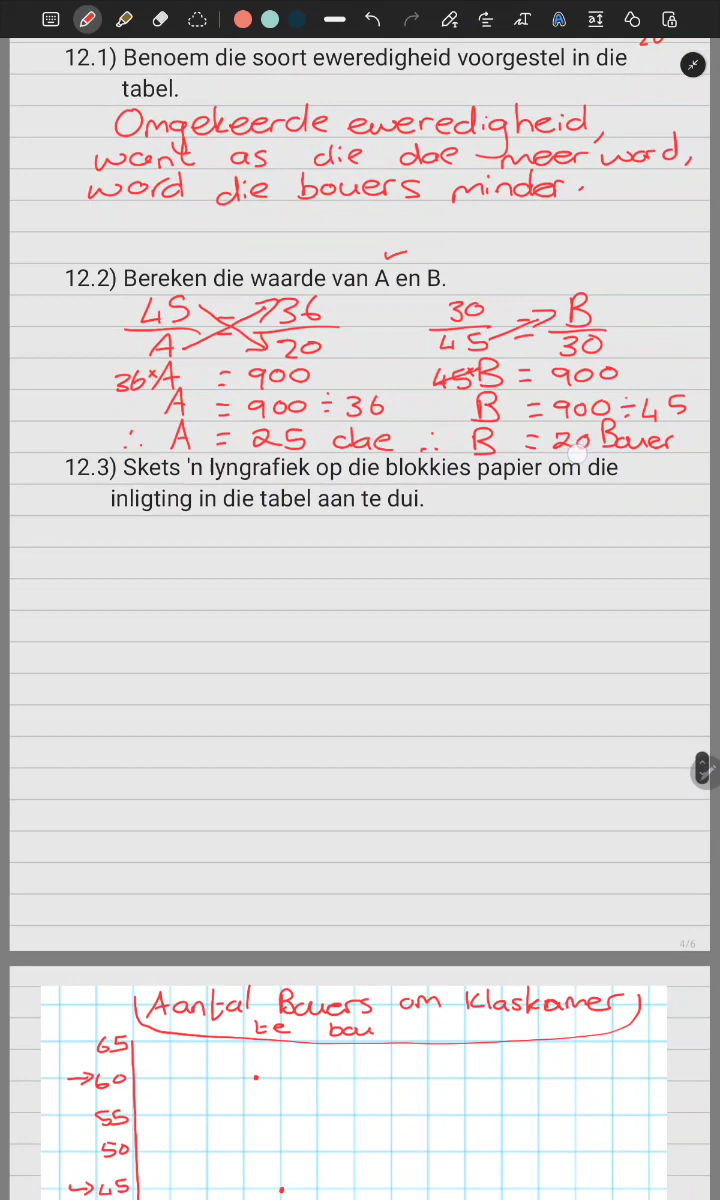 20
12.1) Benoem die soort eweredigheid voorgestel in die
tabel.
Omgekeerde eweredigheid,
want as die dae meer word,
word die bouers minder.
12.2) Bereken die waarde van A en B.
45/A = 36/20 30/45 = B/30
36×A = 900 45×B = 900
A = 900 ÷ 36 B = 900 ÷ 45
∴ A = 25 dae ∴ B = 20 Bouer
12.3) Skets 'n lyngrafiek op die blokkies papier om die
inligting in die tabel aan te dui.
4/6
Aantal Bouers om Klaskamer
te bou
65
→60
55
50
→45